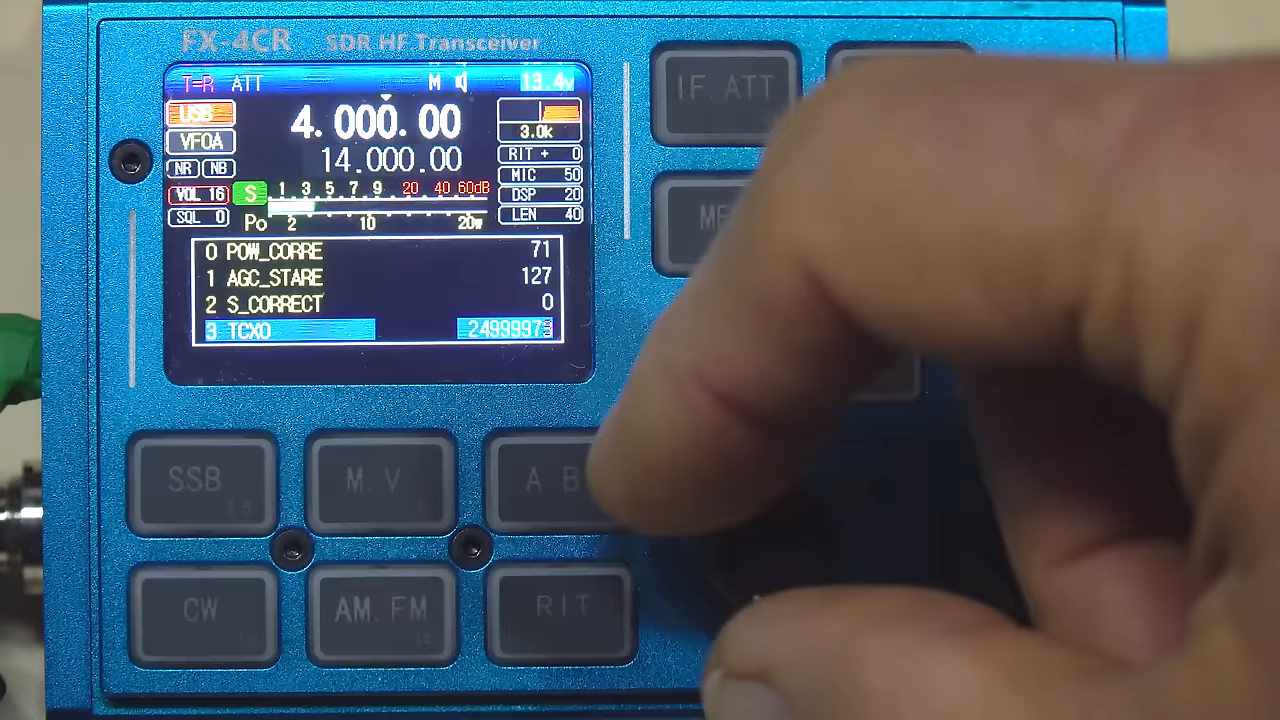 FX-4CR SDR HF Transceiver
T-R ATT M 13.4v
USB 4.000.00
3.0k
VFOA 14.000.00
NR NB RIT + 0
MIC 50
VOL 16 S 1 3 5 7 9 20 40 60dB DSP 20
SQL 0 Po 2 10 20w LEN 40
0 POW_CORRE 71
1 AGC_STARE 127
2 S_CORRECT 0
3 TCXO
IF. ATT
SSB M.V A B
CW AM. FM RIT